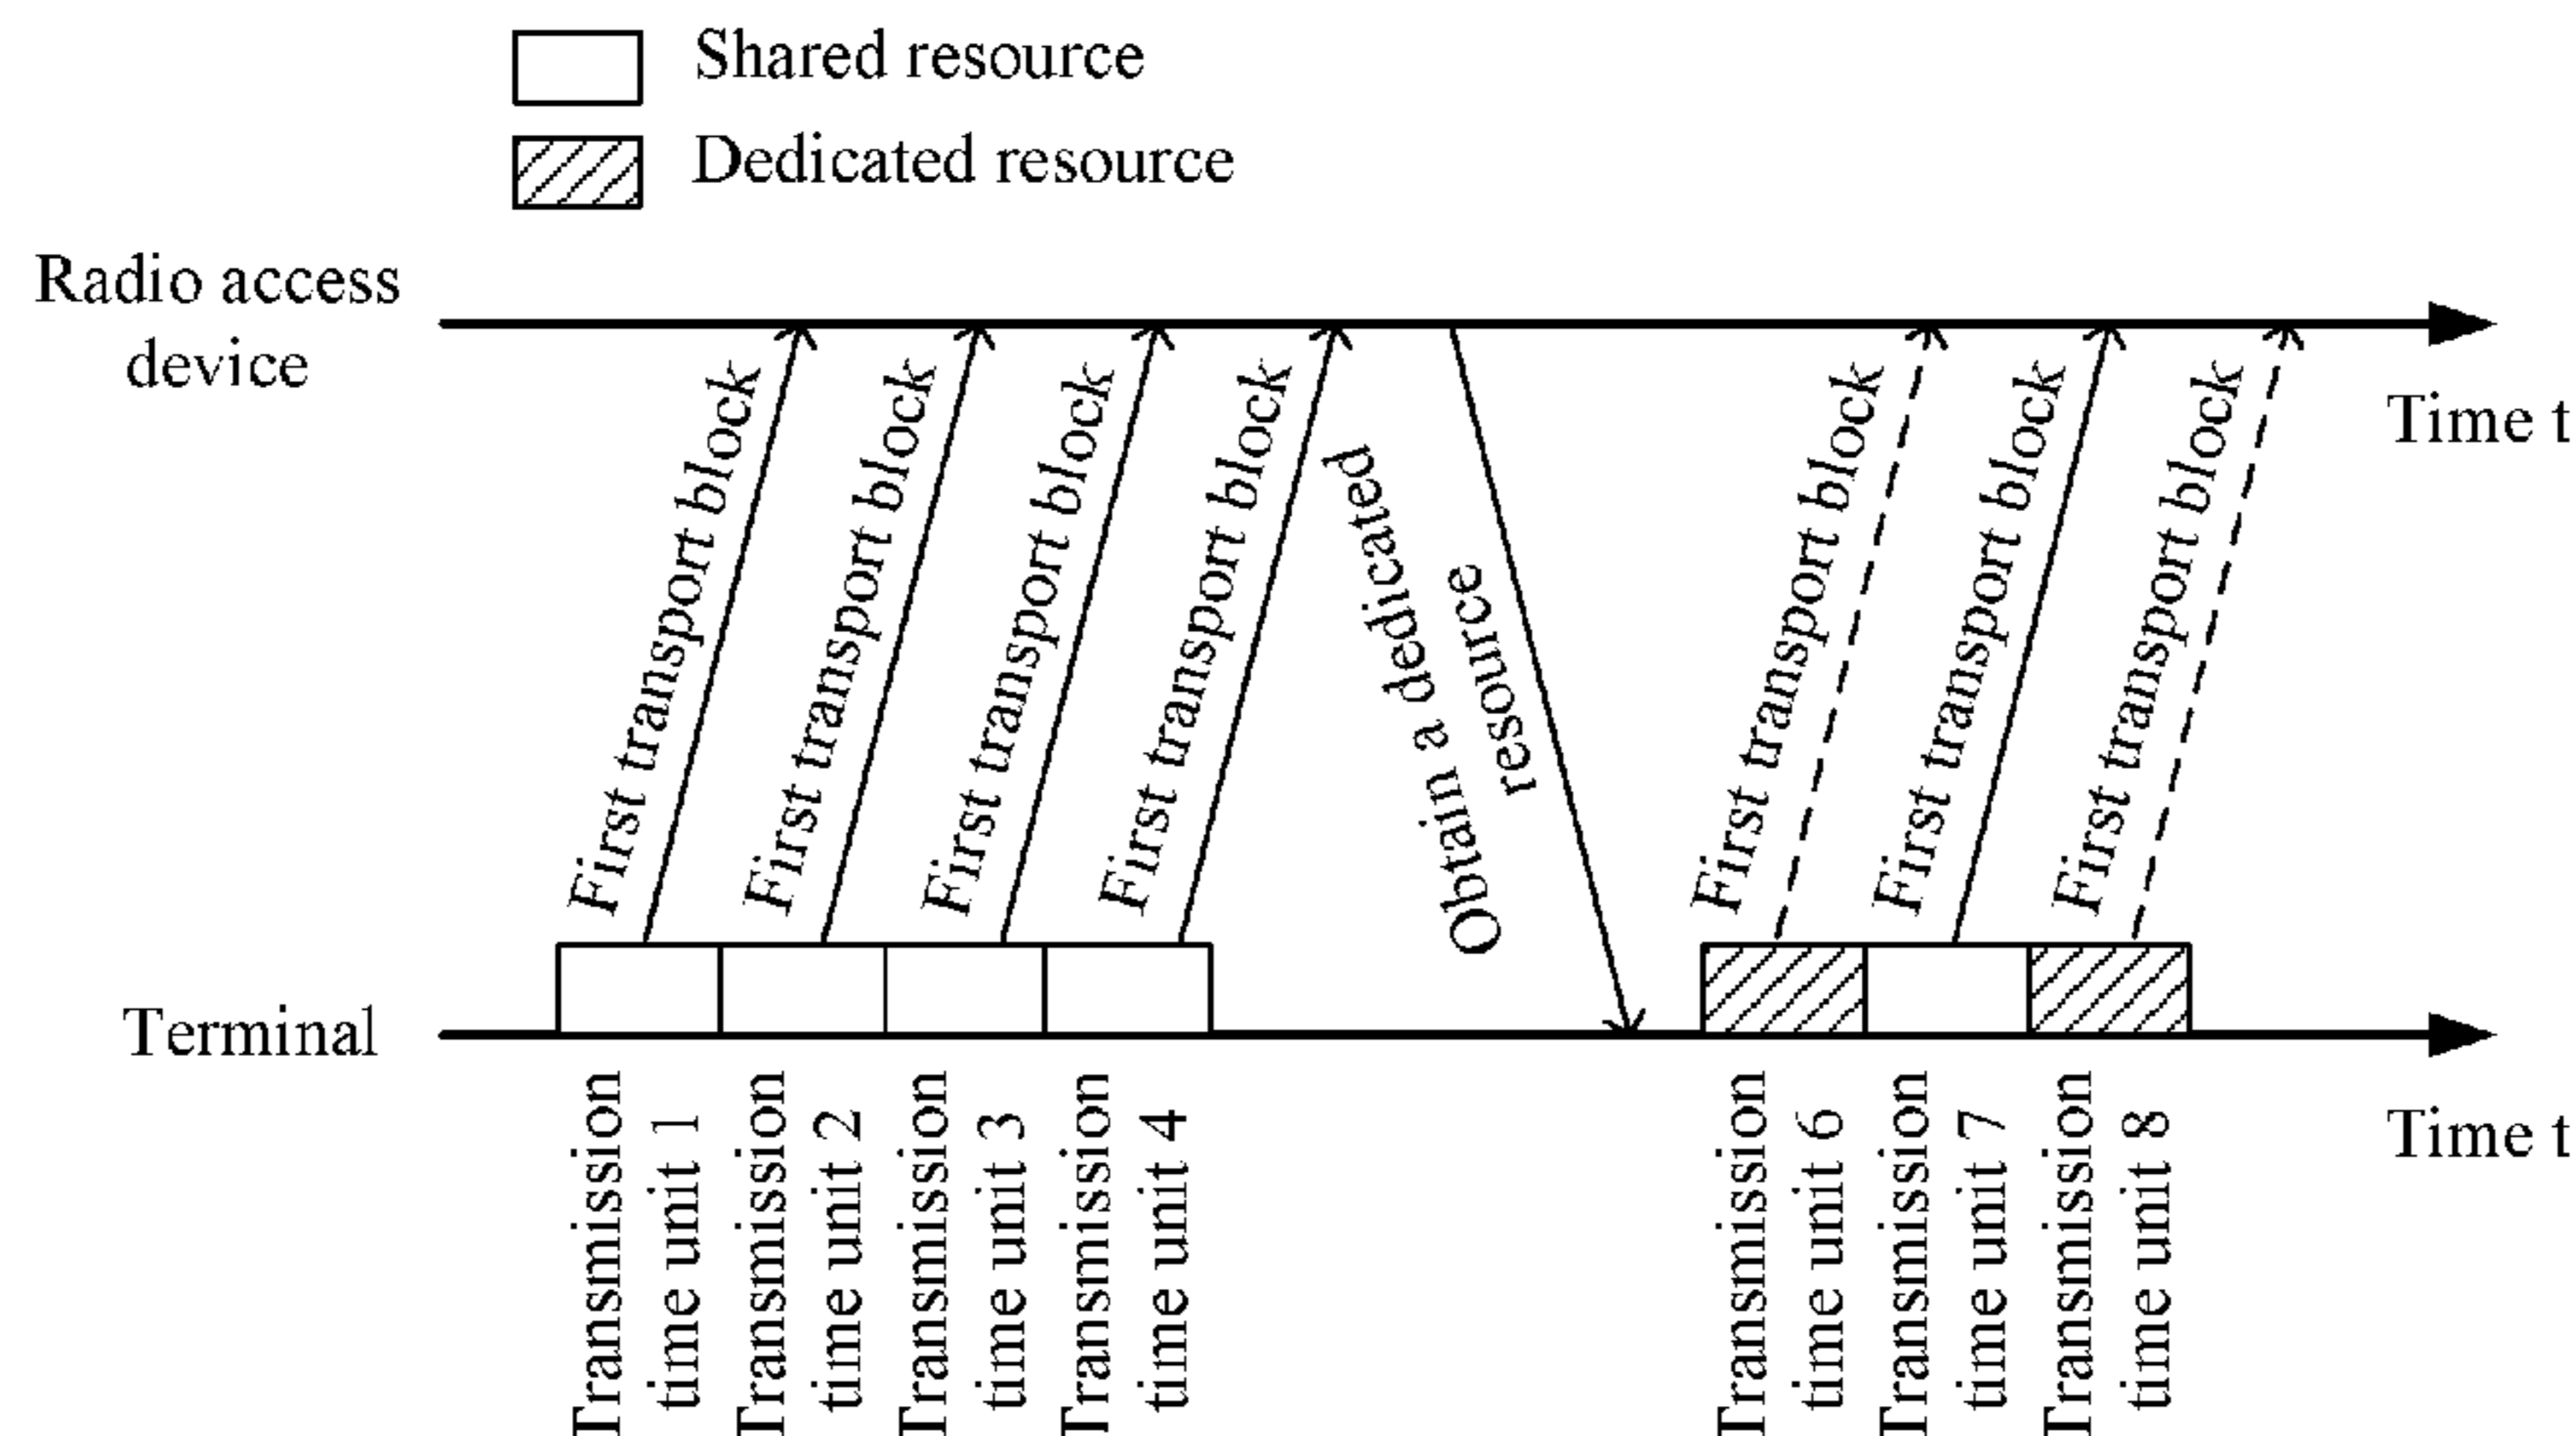 Shared resource
Dedicated resource
Radio access
device
Time t
First transport block
First transport block
First transport block
First transport block
Obtain a dedicated
resource
First transport block
First transport block
First transport block
Terminal
Time t
Transmission
time unit 1
Transmission
time unit 2
Transmission
time unit 3
Transmission
time unit 4
Transmission
time unit 6
Transmission
time unit 7
Transmission
time unit 8